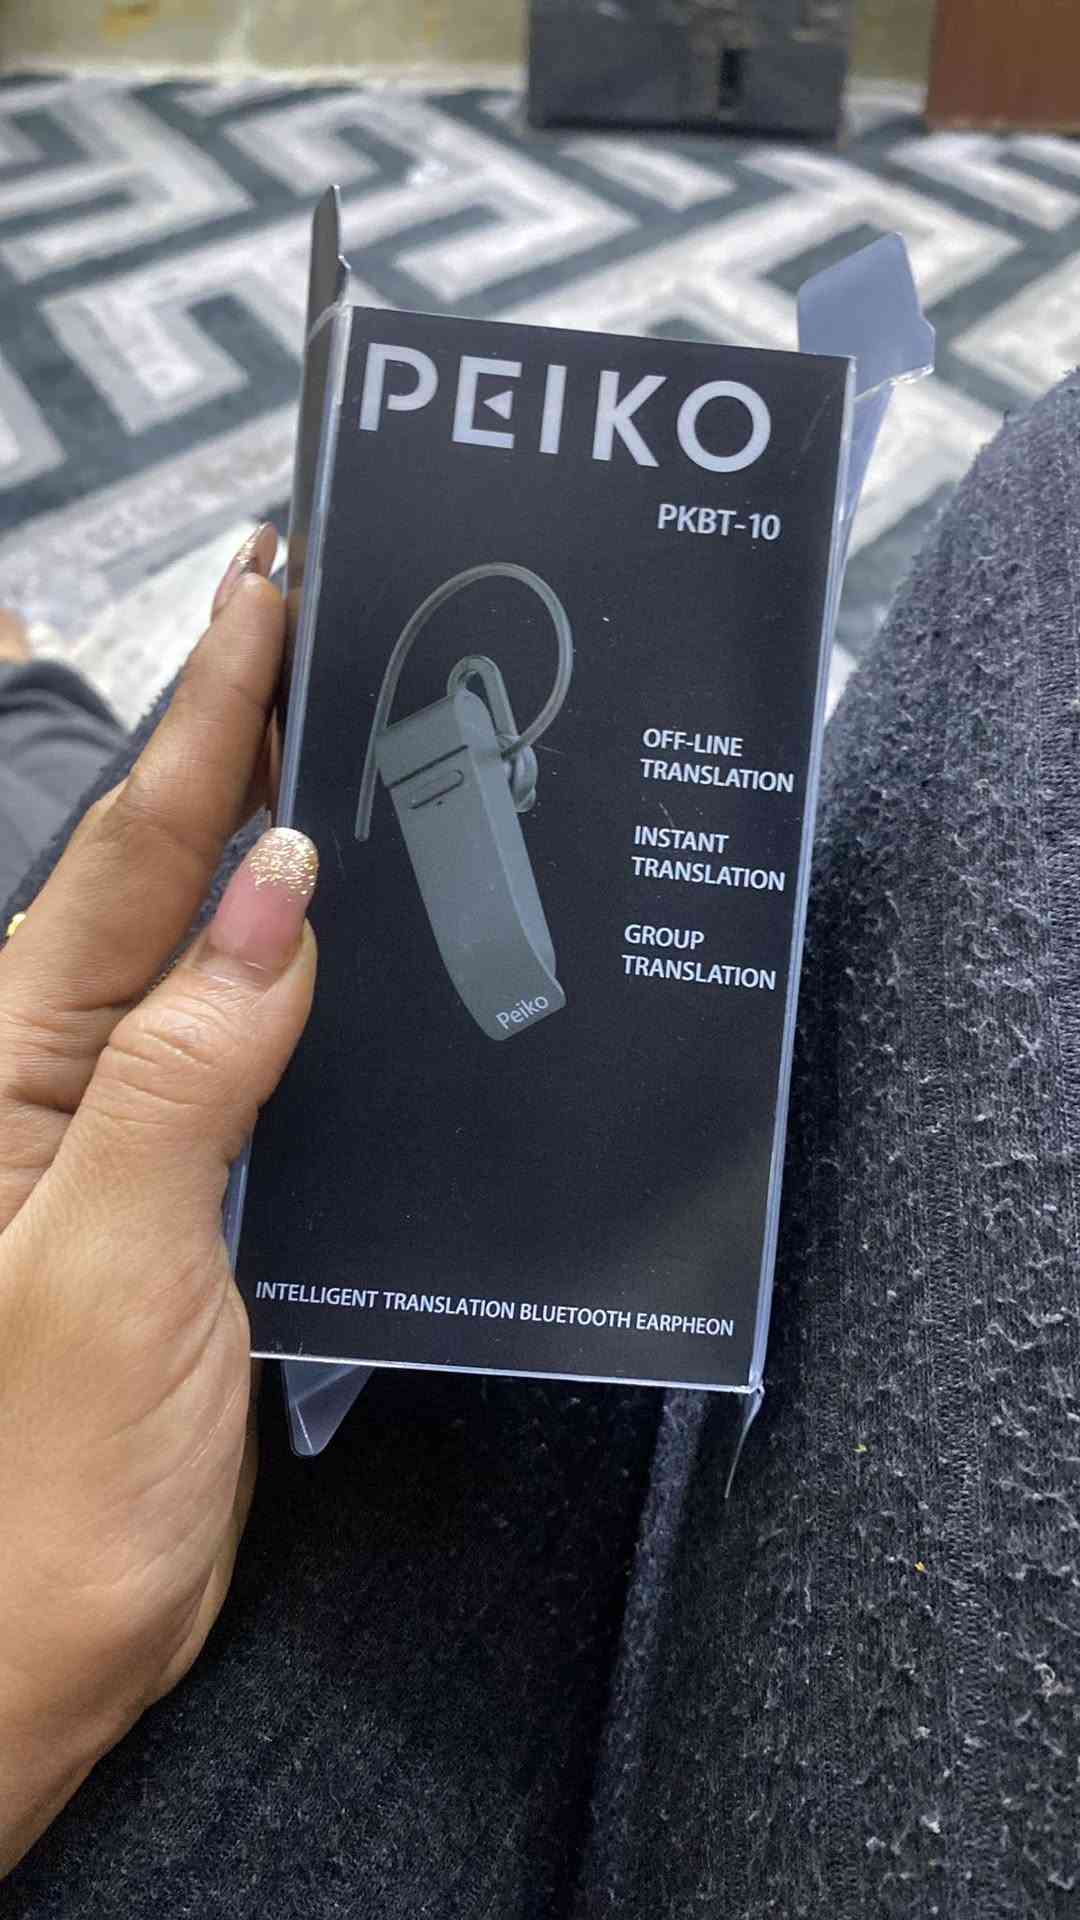 PEIKO
PKBT-10
OFF-LINE
TRANSLATION
INSTANT
TRANSLATION
GROUP
TRANSLATION
Peiko
INTELLIGENT TRANSLATION BLUETOOTH EARPHEON